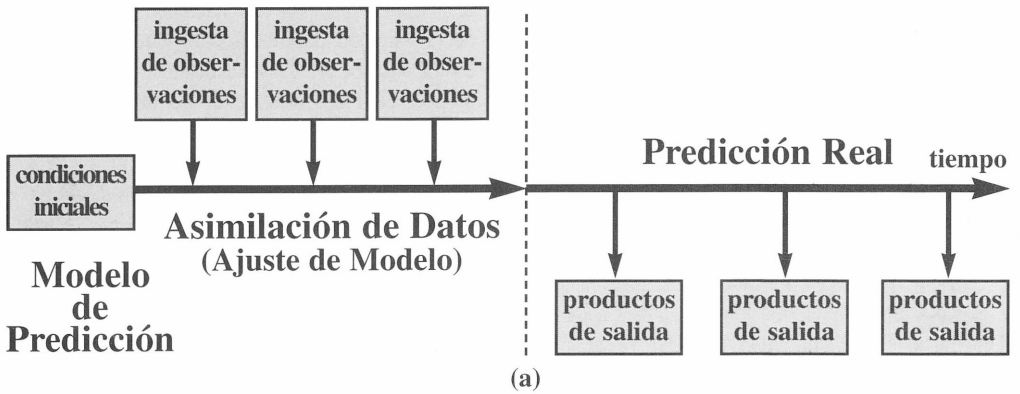 ingesta
de obser-
vaciones
ingesta
de obser-
vaciones
ingesta
de obser-
vaciones
condiciones
iniciales
Predicción Real
tiempo
Asimilación de Datos
(Ajuste de Modelo)
Modelo
de
Predicción
productos
de salida
productos
de salida
productos
de salida
(a)